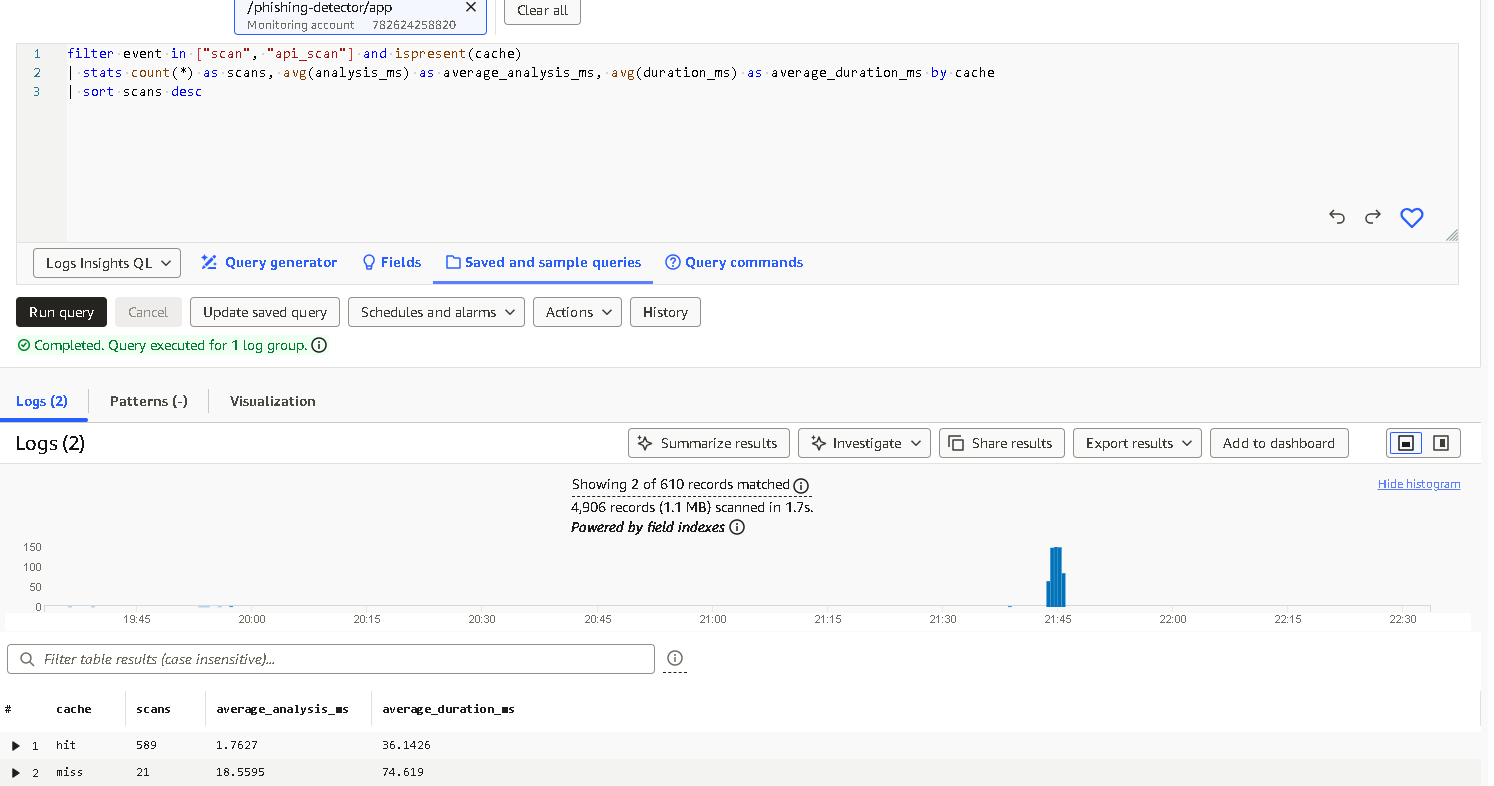 /phishing-detector/app
Monitoring account 782624258820
Clear all
1 filter event in ["scan", "api_scan"] and ispresent(cache)
2 | stats count(*) as scans, avg(analysis_ms) as average_analysis_ms, avg(duration_ms) as average_duration_ms by cache
3 | sort scans desc
Logs Insights QL Query generator Fields Saved and sample queries Query commands
Run query Cancel Update saved query Schedules and alarms Actions History
Completed. Query executed for 1 log group.
Logs (2) Patterns (-) Visualization
Logs (2) Summarize results Investigate Share results Export results Add to dashboard
Showing 2 of 610 records matched Hide histogram
4,906 records (1.1 MB) scanned in 1.7s.
Powered by field indexes
150
100
50
0
19:45 20:00 20:15 20:30 20:45 21:00 21:15 21:30 21:45 22:00 22:15 22:30
Filter table results (case insensitive)...
# cache scans average_analysis_ms average_duration_ms
1 hit 589 1.7627 36.1426
2 miss 21 18.5595 74.619